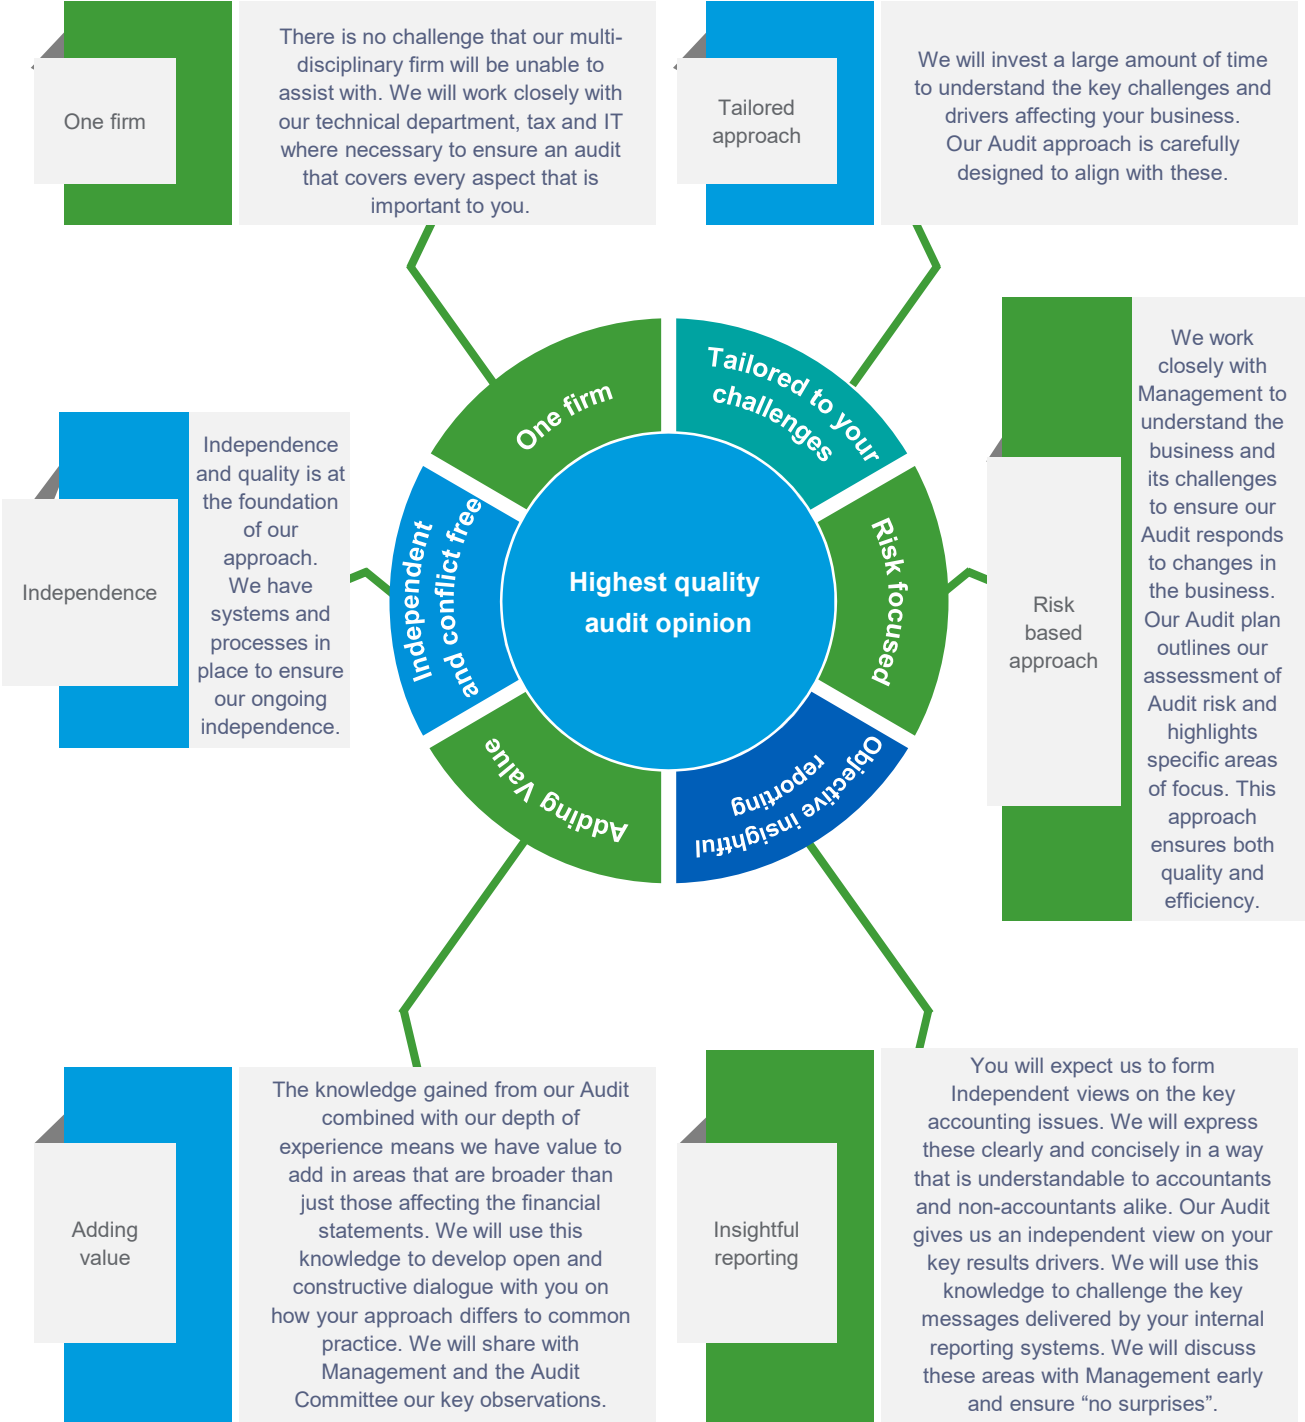 One firm
There is no challenge that our multi-
disciplinary firm will be unable to
assist with. We will work closely with
our technical department, tax and IT
where necessary to ensure an audit
that covers every aspect that is
important to you.
Tailored
approach
We will invest a large amount of time
to understand the key challenges and
drivers affecting your business.
Our Audit approach is carefully
designed to align with these.
One firm
Tailored to your
challenges
Risk focused
Objective insightful
reporting
Adding Value
Independent
and conflict free
Highest quality
audit opinion
Independence
Independence
and quality is at
the foundation
of our
approach.
We have
systems and
processes in
place to ensure
our ongoing
independence.
Risk
based
approach
We work
closely with
Management to
understand the
business and
its challenges
to ensure our
Audit responds
to changes in
the business.
Our Audit plan
outlines our
assessment of
Audit risk and
highlights
specific areas
of focus. This
approach
ensures both
quality and
efficiency.
Adding
value
The knowledge gained from our Audit
combined with our depth of
experience means we have value to
add in areas that are broader than
just those affecting the financial
statements. We will use this
knowledge to develop open and
constructive dialogue with you on
how your approach differs to common
practice. We will share with
Management and the Audit
Committee our key observations.
Insightful
reporting
You will expect us to form
Independent views on the key
accounting issues. We will express
these clearly and concisely in a way
that is understandable to accountants
and non-accountants alike. Our Audit
gives us an independent view on your
key results drivers. We will use this
knowledge to challenge the key
messages delivered by your internal
reporting systems. We will discuss
these areas with Management early
and ensure “no surprises”.